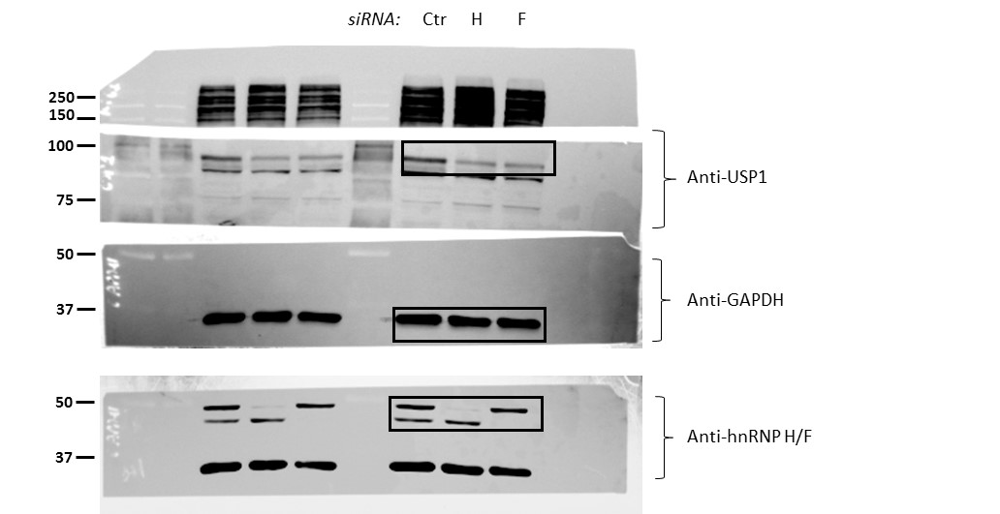 siRNA: Ctr H F
250
150
100
Anti-USP1
75
50
37
Anti-GAPDH
50
37
Anti-hnRNP H/F